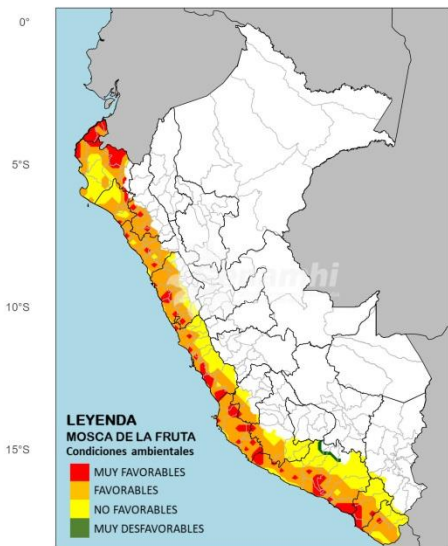 0°
5°S
10°S
15°S
LEYENDA
MOSCA DE LA FRUTA
Condiciones ambientales
MUY FAVORABLES
FAVORABLES
NO FAVORABLES
MUY DESFAVORABLES